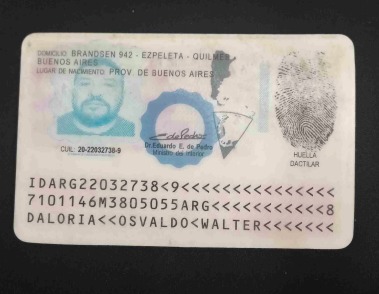 DOMICILIO: BRANDSEN 942 - EZPELETA - QUILMES
BUENOS AIRES
LUGAR DE NACIMIENTO: PROV. DE BUENOS AIRES
CUIL: 20-22032738-9
Dr. Eduardo E. de Pedro
Ministro del Interior
HUELLA
DACTILAR
IDARG22032738<9<<<<<<<<<<<<<<<
7101146M3805055ARG<<<<<<<<<<<8
DALORIA<<OSVALDO<WALTER<<<<<<<